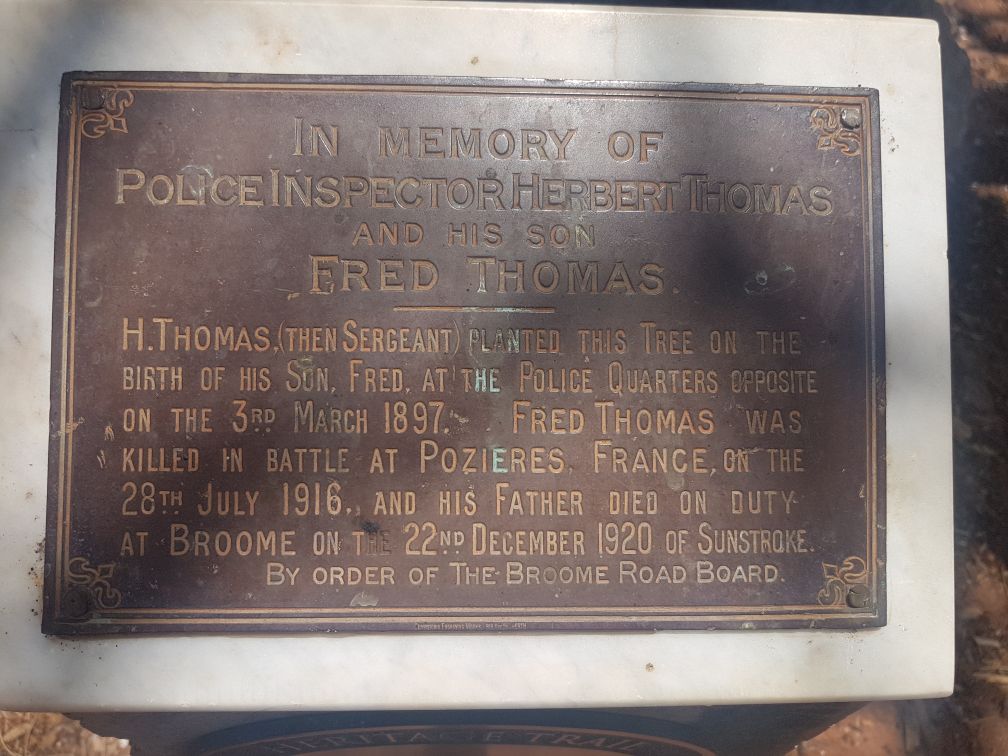 IN MEMORY OF
POLICE INSPECTOR HERBERT THOMAS
AND HIS SON
FRED THOMAS.
H. THOMAS, (THEN SERGEANT) PLANTED THIS TREE ON THE
BIRTH OF HIS SON, FRED, AT THE POLICE QUARTERS OPPOSITE
ON THE 3RD MARCH 1897. FRED THOMAS WAS
KILLED IN BATTLE AT POZIERES, FRANCE, ON THE
28TH JULY 1916., AND HIS FATHER DIED ON DUTY
AT BROOME ON THE 22ND DECEMBER 1920 OF SUNSTROKE.
BY ORDER OF THE BROOME ROAD BOARD.
HERITAGE TRAIL